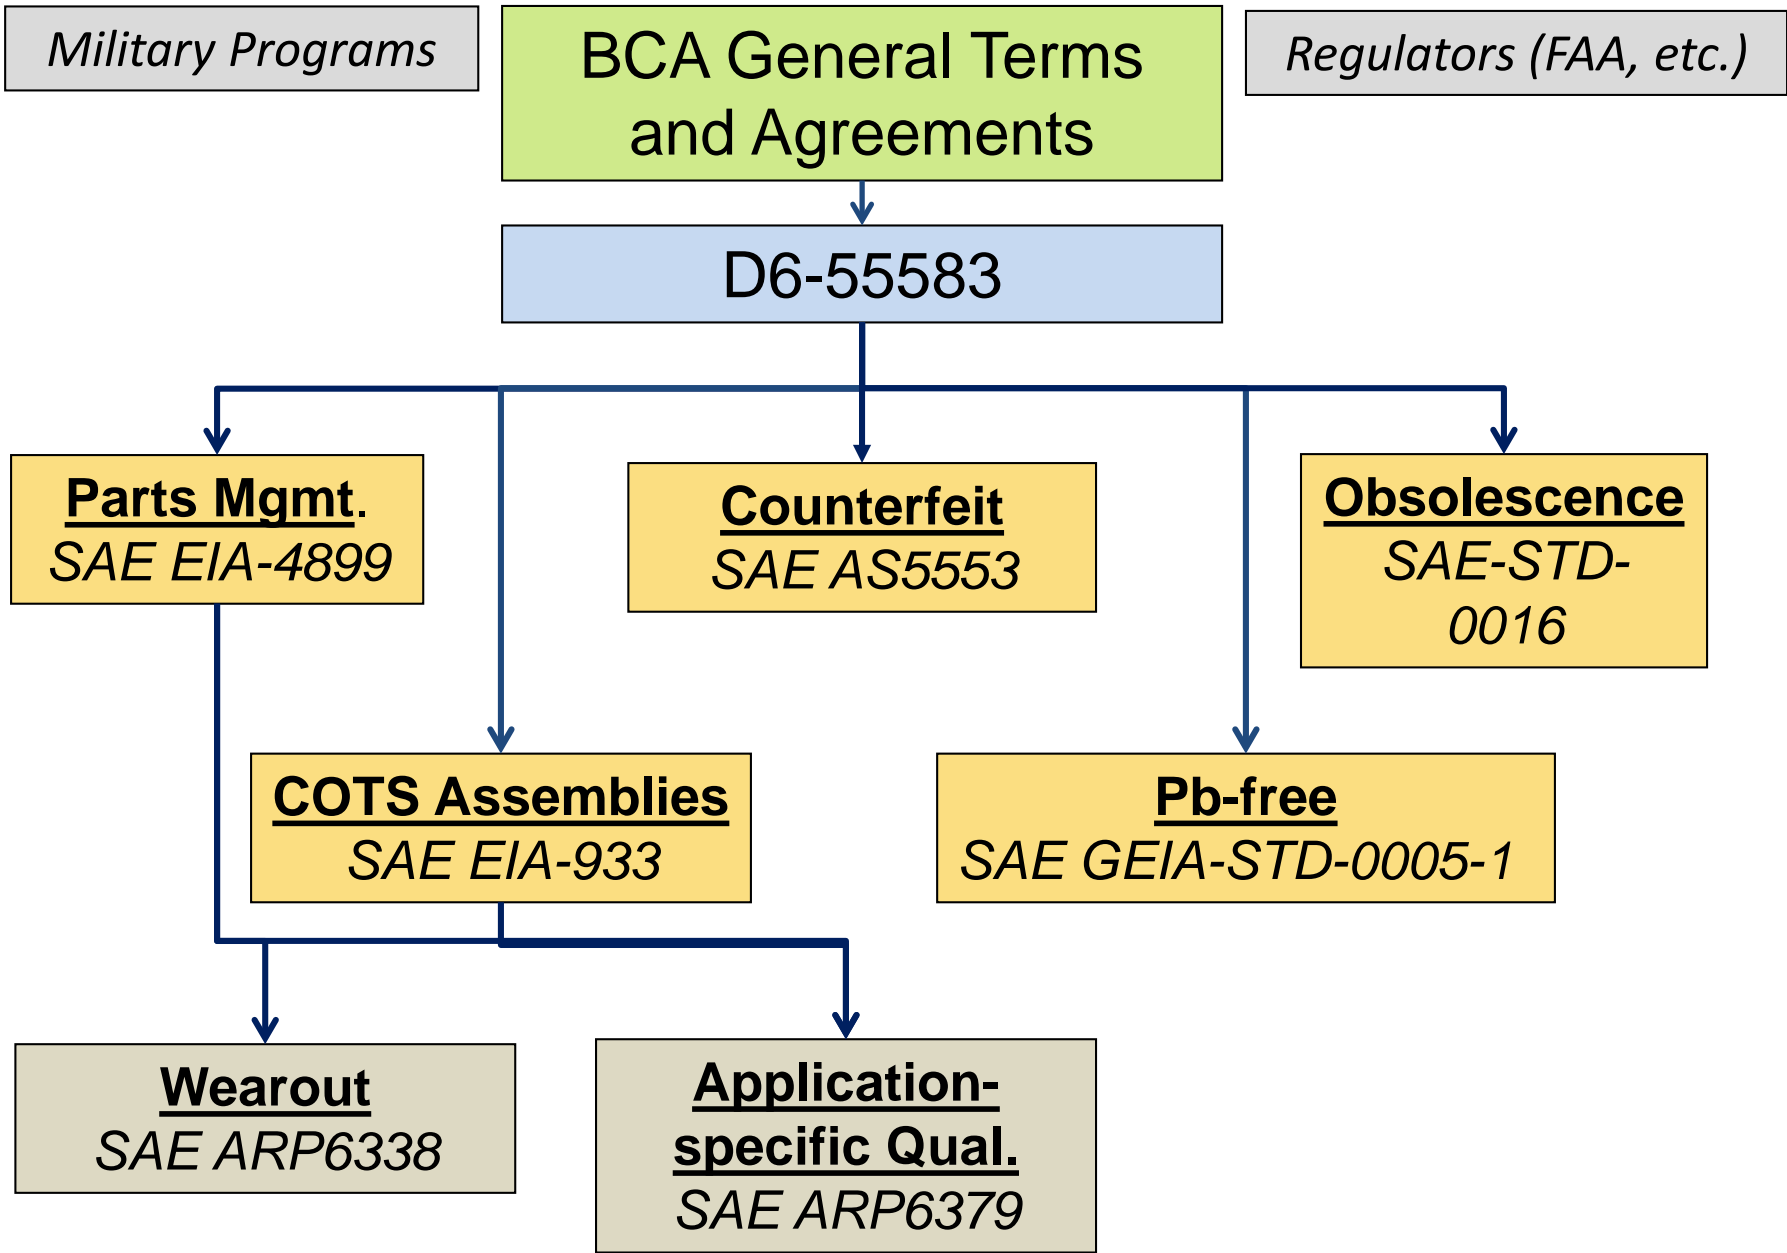 Military Programs
BCA General Terms
and Agreements
Regulators (FAA, etc.)
D6-55583
Parts Mgmt.
SAE EIA-4899
Counterfeit
SAE AS5553
Obsolescence
SAE-STD-
0016
COTS Assemblies
SAE EIA-933
Pb-free
SAE GEIA-STD-0005-1
Wearout
SAE ARP6338
Application-
specific Qual.
SAE ARP6379